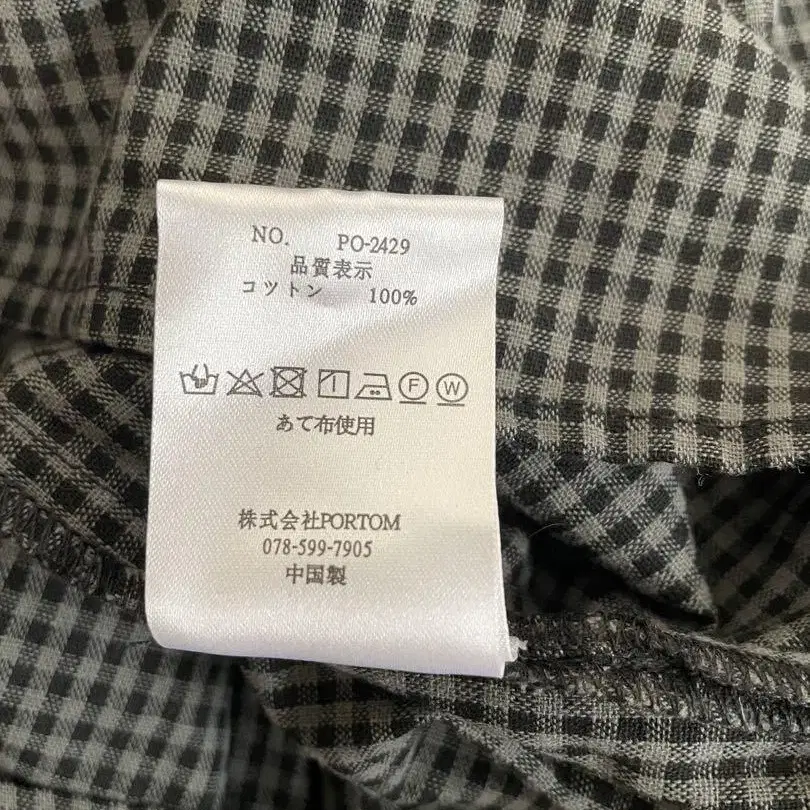 NO. PO-2429
品質表示
コットン 100%
F W
あて布使用
株式会社PORTOM
078-599-7905
中国製